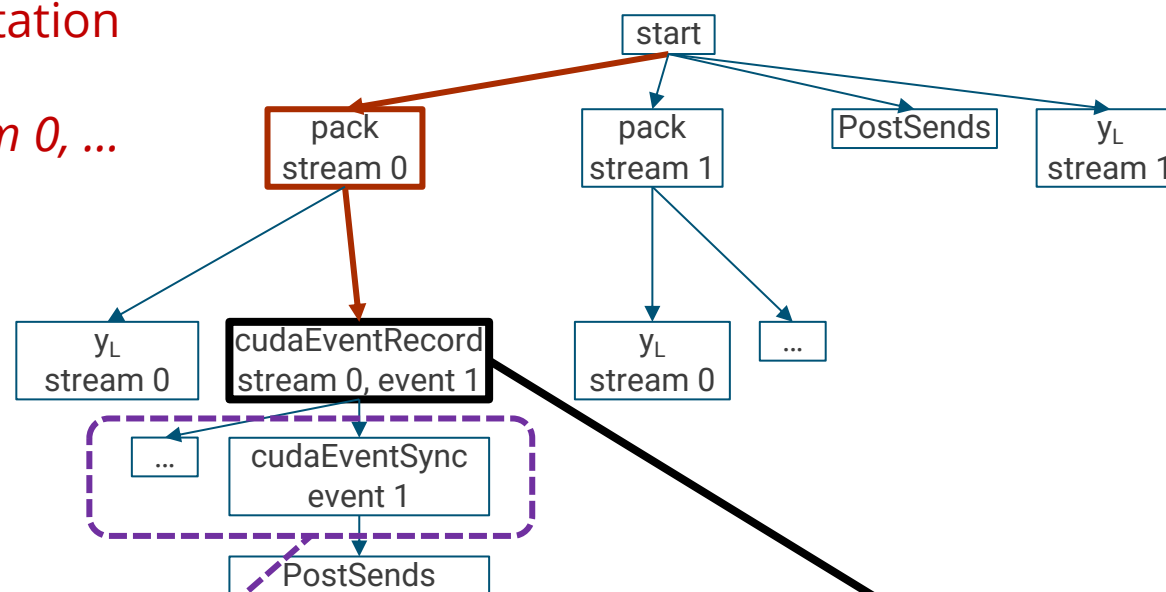 tation
m 0, ...
start
pack
stream 0
pack
stream 1
PostSends
yL
stream 1
yL
stream 0
cudaEventRecord
stream 0, event 1
yL
stream 0
...
...
cudaEventSync
event 1
PostSends